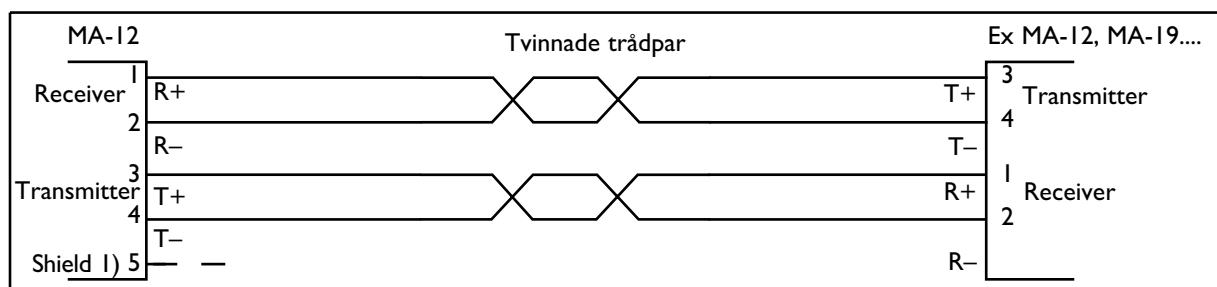 MA-12 Tvinnade trådpar Ex MA-12, MA-19....
1 3
Receiver R+ T+ Transmitter
2 4
R– T–
3 1
Transmitter T+ R+ Receiver
4 2
T–
Shield 1) 5 R–